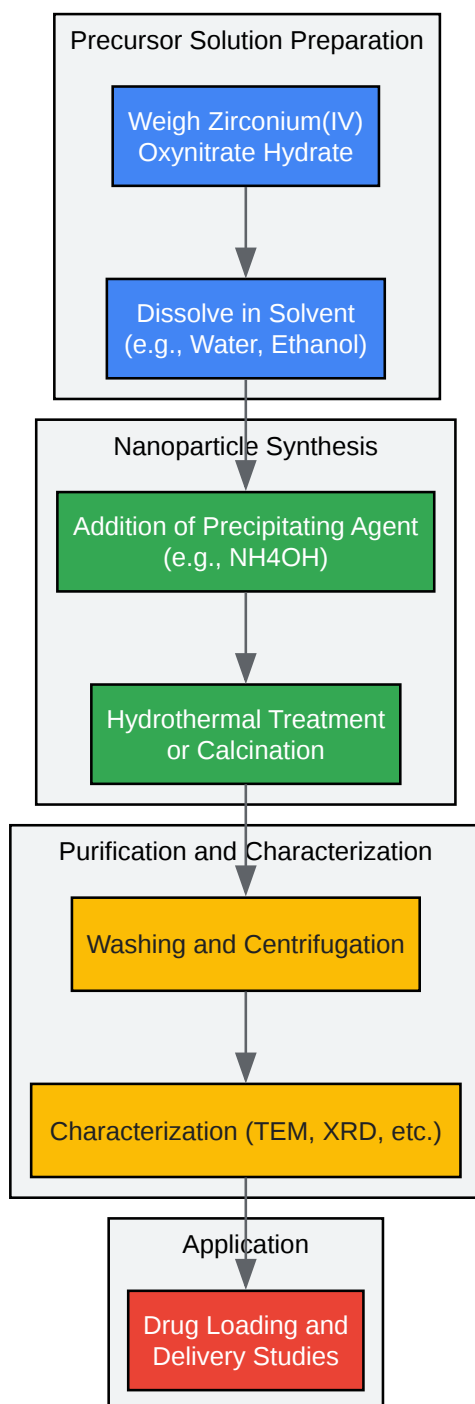 Precursor Solution Preparation
Weigh Zirconium(IV)
Oxynitrate Hydrate
Dissolve in Solvent
(e.g., Water, Ethanol)
Nanoparticle Synthesis
Addition of Precipitating Agent
(e.g., NH4OH)
Hydrothermal Treatment
or Calcination
Purification and Characterization
Washing and Centrifugation
Characterization (TEM, XRD, etc.)
Application
Drug Loading and
Delivery Studies